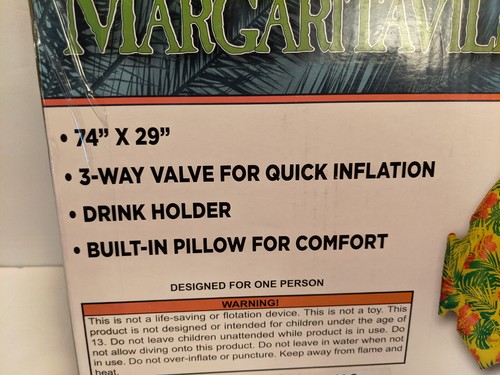 MARGARITAVIL
• 74” X 29”
• 3-WAY VALVE FOR QUICK INFLATION
• DRINK HOLDER
• BUILT-IN PILLOW FOR COMFORT
DESIGNED FOR ONE PERSON
WARNING!
This is not a life-saving or flotation device. This is not a toy. This
product is not designed or intended for children under the age of
13. Do not leave children unattended while product is in use. Do
not allow diving onto this product. Do not leave in water when not
in use. Do not over-inflate or puncture. Keep away from flame and
heat.